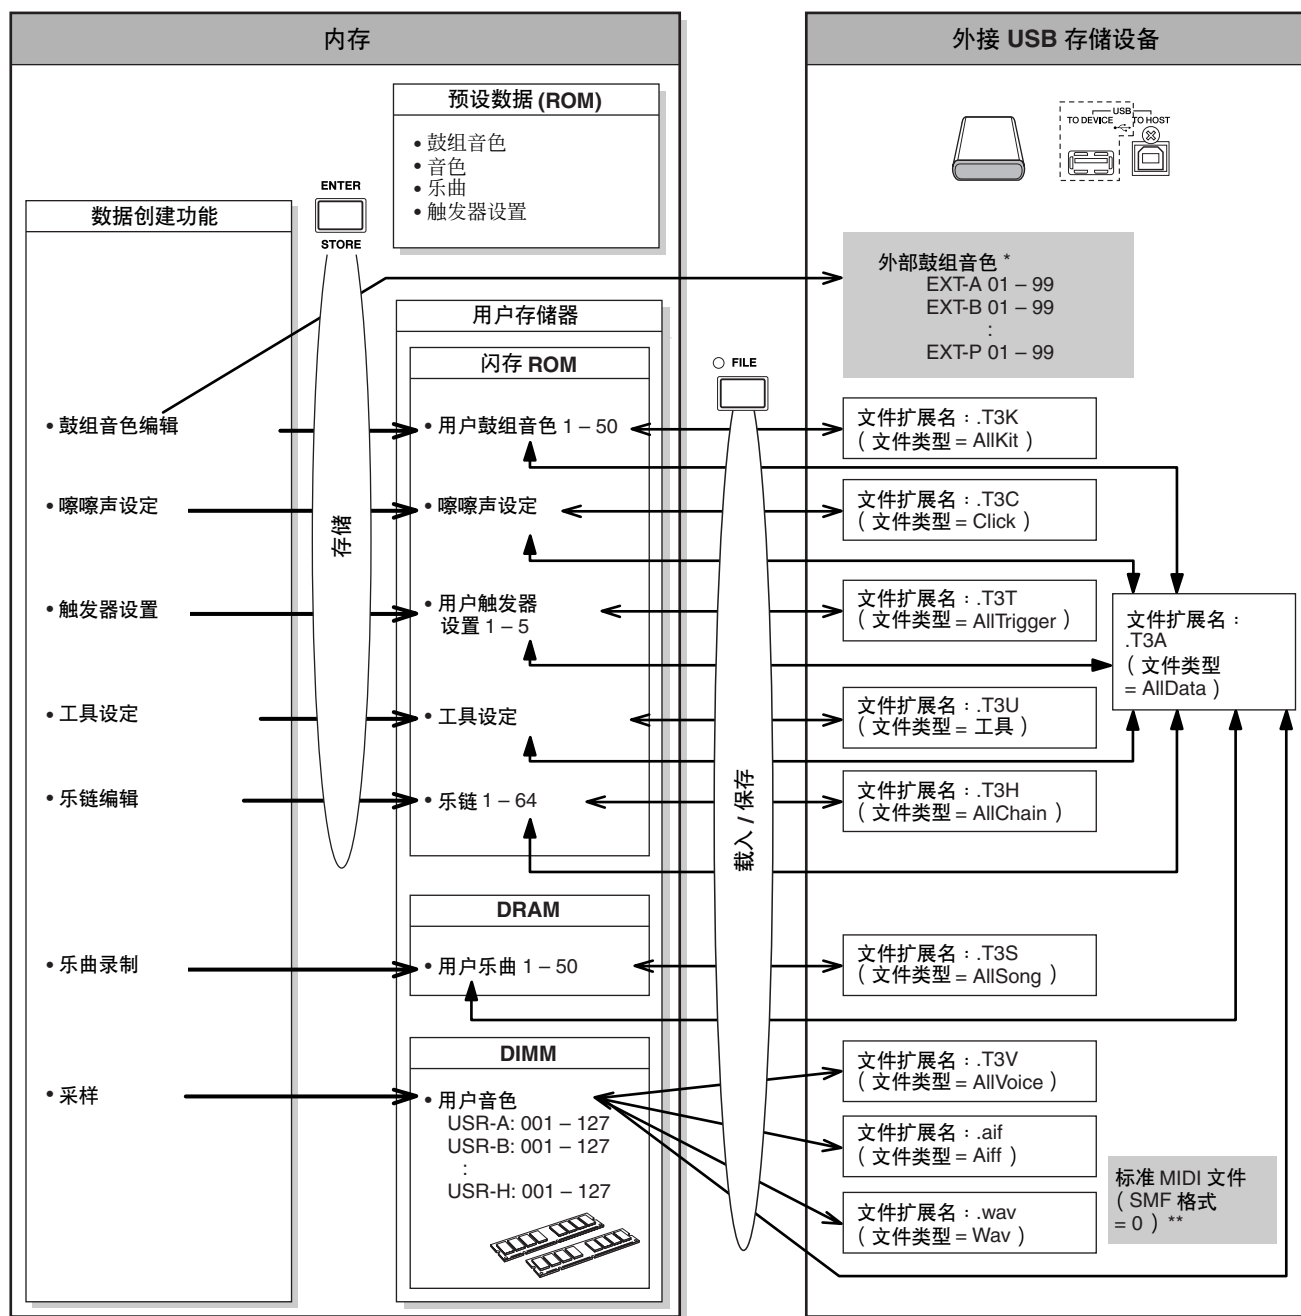 内存
外接 USB 存储设备
预设数据 (ROM)
• 鼓组音色
• 音色
• 乐曲
• 触发器设置
USB
TO DEVICE
TO HOST
ENTER
STORE
数据创建功能
外部鼓组音色 *
EXT-A 01 – 99
EXT-B 01 – 99
:
EXT-P 01 – 99
用户存储器
闪存 ROM
FILE
• 鼓组音色编辑
• 用户鼓组音色 1 – 50
文件扩展名：.T3K
（文件类型 = AllKit ）
• 嚓嚓声设定
• 嚓嚓声设定
文件扩展名：.T3C
（文件类型 = Click ）
存储
• 触发器设置
• 用户触发器
设置 1 – 5
文件扩展名：.T3T
（文件类型 = AllTrigger ）
文件扩展名：
.T3A
（文件类型
= AllData ）
• 工具设定
• 工具设定
文件扩展名：.T3U
（文件类型 = 工具 ）
• 乐链编辑
• 乐链 1 – 64
文件扩展名：.T3H
（文件类型 = AllChain ）
载入 / 保存
DRAM
• 乐曲录制
• 用户乐曲 1 – 50
文件扩展名：.T3S
（文件类型 = AllSong ）
DIMM
• 采样
• 用户音色
USR-A: 001 – 127
USR-B: 001 – 127
:
USR-H: 001 – 127
文件扩展名：.T3V
（文件类型 = AllVoice ）
文件扩展名：.aif
（文件类型 = Aiff ）
文件扩展名：.wav
（文件类型 = Wav ）
标准 MIDI 文件
（SMF 格式
= 0 ）**